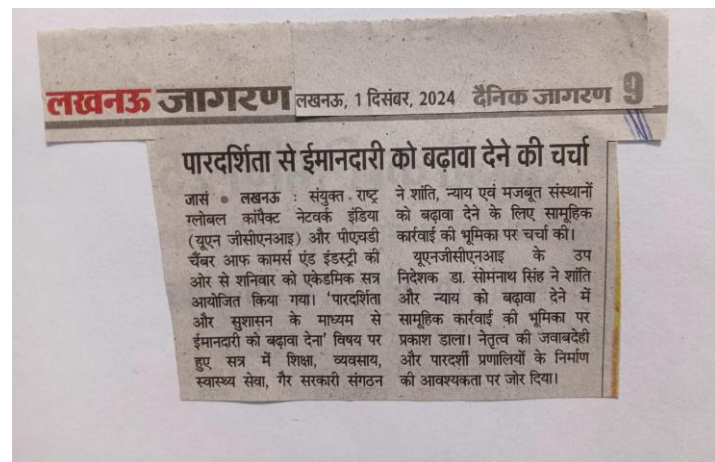 लखनऊ जागरण लखनऊ, 1 दिसंबर, 2024 दैनिक जागरण 9
पारदर्शिता से ईमानदारी को बढ़ावा देने की चर्चा
जासं • लखनऊ : संयुक्त राष्ट्र
ग्लोबल कांपैक्ट नेटवर्क इंडिया
(यूएन जीसीएनआइ) और पीएचडी
चैंबर आफ कामर्स एंड इंडस्ट्री की
ओर से शनिवार को एकेडमिक सत्र
आयोजित किया गया। 'पारदर्शिता
और सुशासन के माध्यम से
ईमानदारी को बढ़ावा देना' विषय पर
हुए सत्र में शिक्षा, व्यवसाय,
स्वास्थ्य सेवा, गैर सरकारी संगठन
ने शांति, न्याय एवं मजबूत संस्थानों
को बढ़ावा देने के लिए सामूहिक
कार्रवाई की भूमिका पर चर्चा की।
यूएनजीसीएनआइ के उप
निदेशक डा. सोमनाथ सिंह ने शांति
और न्याय को बढ़ावा देने में
सामूहिक कार्रवाई की भूमिका पर
प्रकाश डाला। नेतृत्व की जवाबदेही
और पारदर्शी प्रणालियों के निर्माण
की आवश्यकता पर जोर दिया।